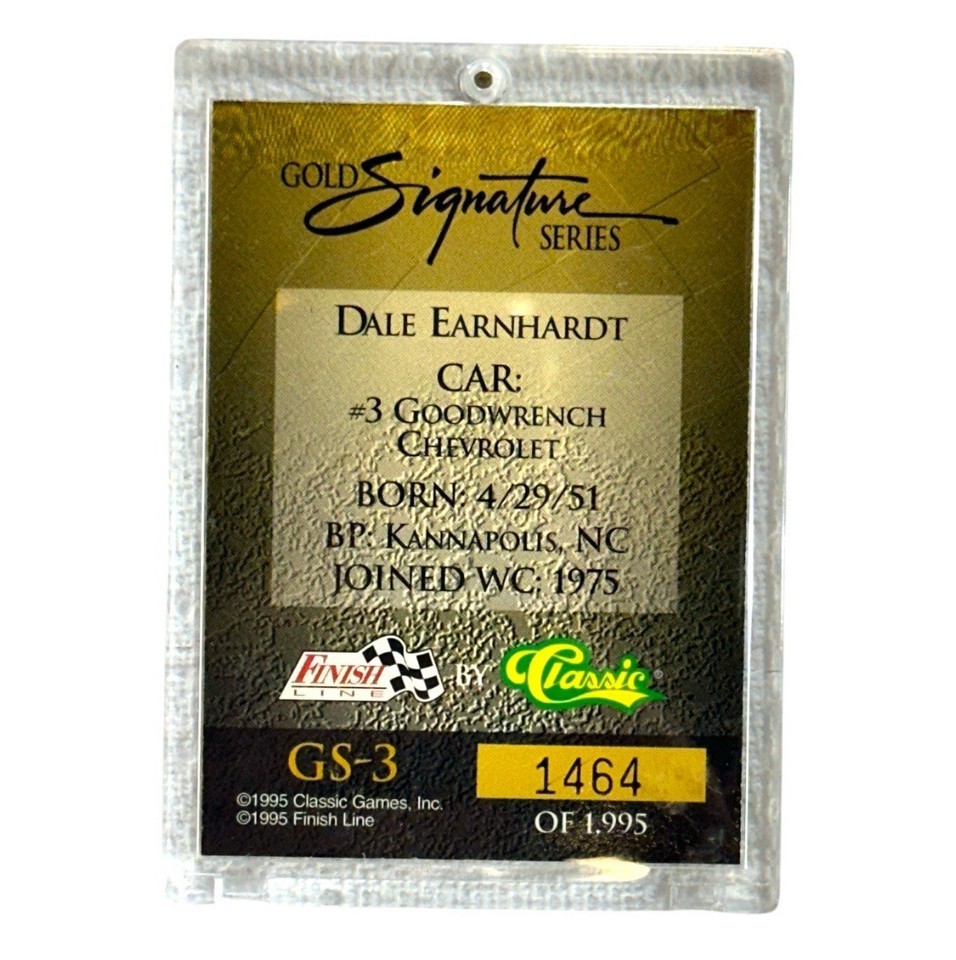 GOLD Signature
SERIES
DALE EARNHARDT
CAR:
#3 GOODWRENCH
CHEVROLET
BORN: 4/29/51
BP: KANNAPOLIS, NC
JOINED WC: 1975
FINISH LINE BY Classic®
GS-3
1464
©1995 Classic Games, Inc.
©1995 Finish Line
OF 1,995